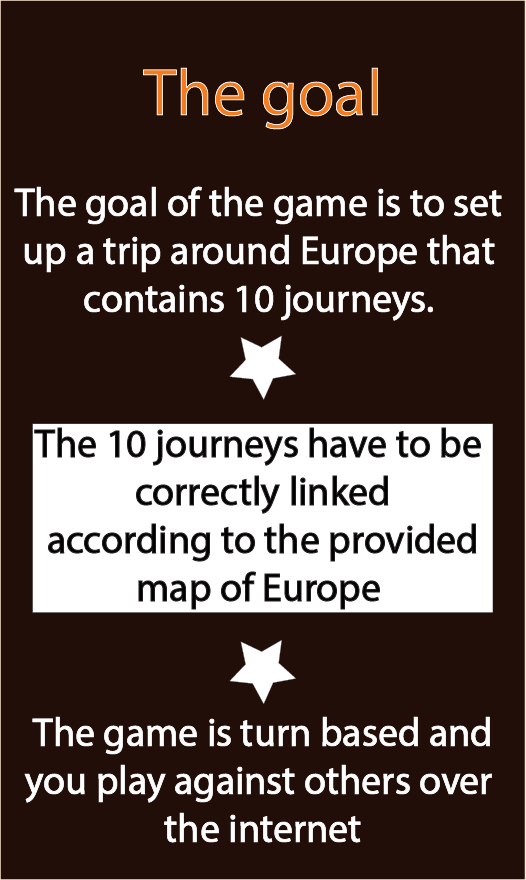 The goal
The goal of the game is to set
up a trip around Europe that
contains 10 journeys.
The 10 journeys have to be
correctly linked
according to the provided
map of Europe
The game is turn based and
you play against others over
the internet